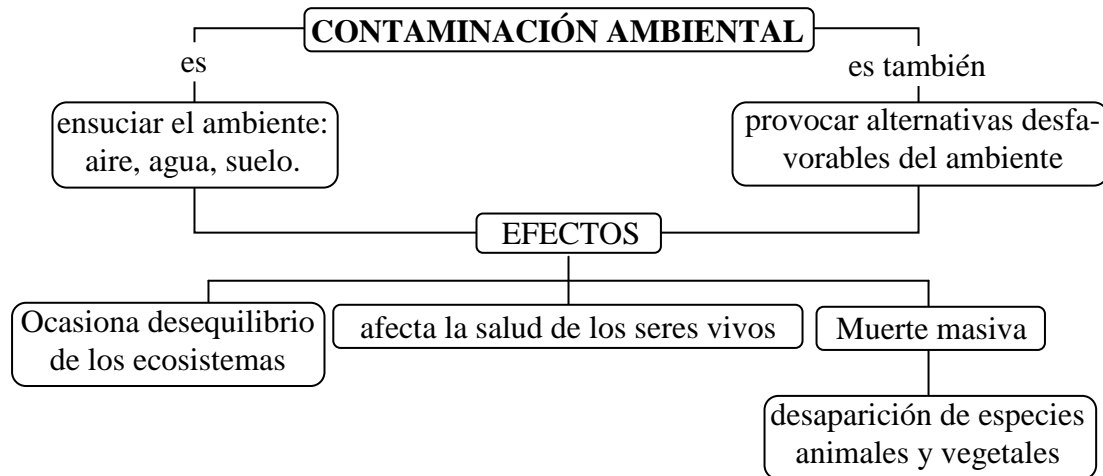 CONTAMINACIÓN AMBIENTAL
es
es también
ensuciar el ambiente:
aire, agua, suelo.
provocar alternativas desfa-
vorables del ambiente
EFECTOS
Ocasiona desequilibrio
de los ecosistemas
afecta la salud de los seres vivos
Muerte masiva
desaparición de especies
animales y vegetales